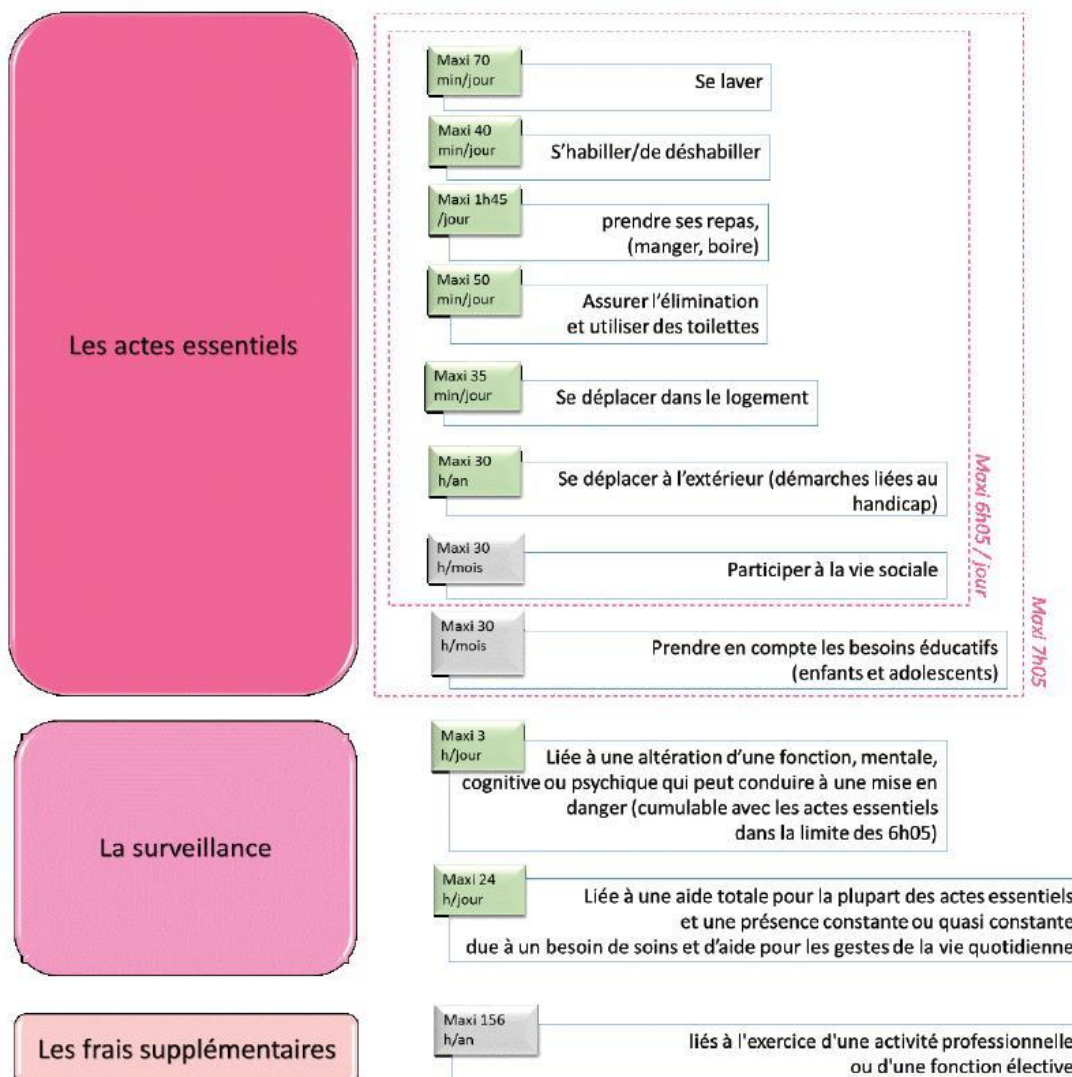 Les actes essentiels
Maxi 70
min/jour
Se laver
Maxi 40
min/jour
S'habiller/de déshabiller
Maxi 1h45
/jour
prendre ses repas,
(manger, boire)
Maxi 50
min/jour
Assurer l'élimination
et utiliser des toilettes
Maxi 35
min/jour
Se déplacer dans le logement
Maxi 30
h/an
Se déplacer à l'extérieur (démarches liées au
handicap)
Maxi 30
h/mois
Participer à la vie sociale
Maxi 6h05 / jour
Maxi 30
h/mois
Prendre en compte les besoins éducatifs
(enfants et adolescents)
Maxi 7h05
La surveillance
Maxi 3
h/jour
Liée à une altération d'une fonction, mentale,
cognitive ou psychique qui peut conduire à une mise en
danger (cumulable avec les actes essentiels
dans la limite des 6h05)
Maxi 24
h/jour
Liée à une aide totale pour la plupart des actes essentiels
et une présence constante ou quasi constante
due à un besoin de soins et d'aide pour les gestes de la vie quotidienne
Les frais supplémentaires
Maxi 156
h/an
liés à l'exercice d'une activité professionnelle
ou d'une fonction élective